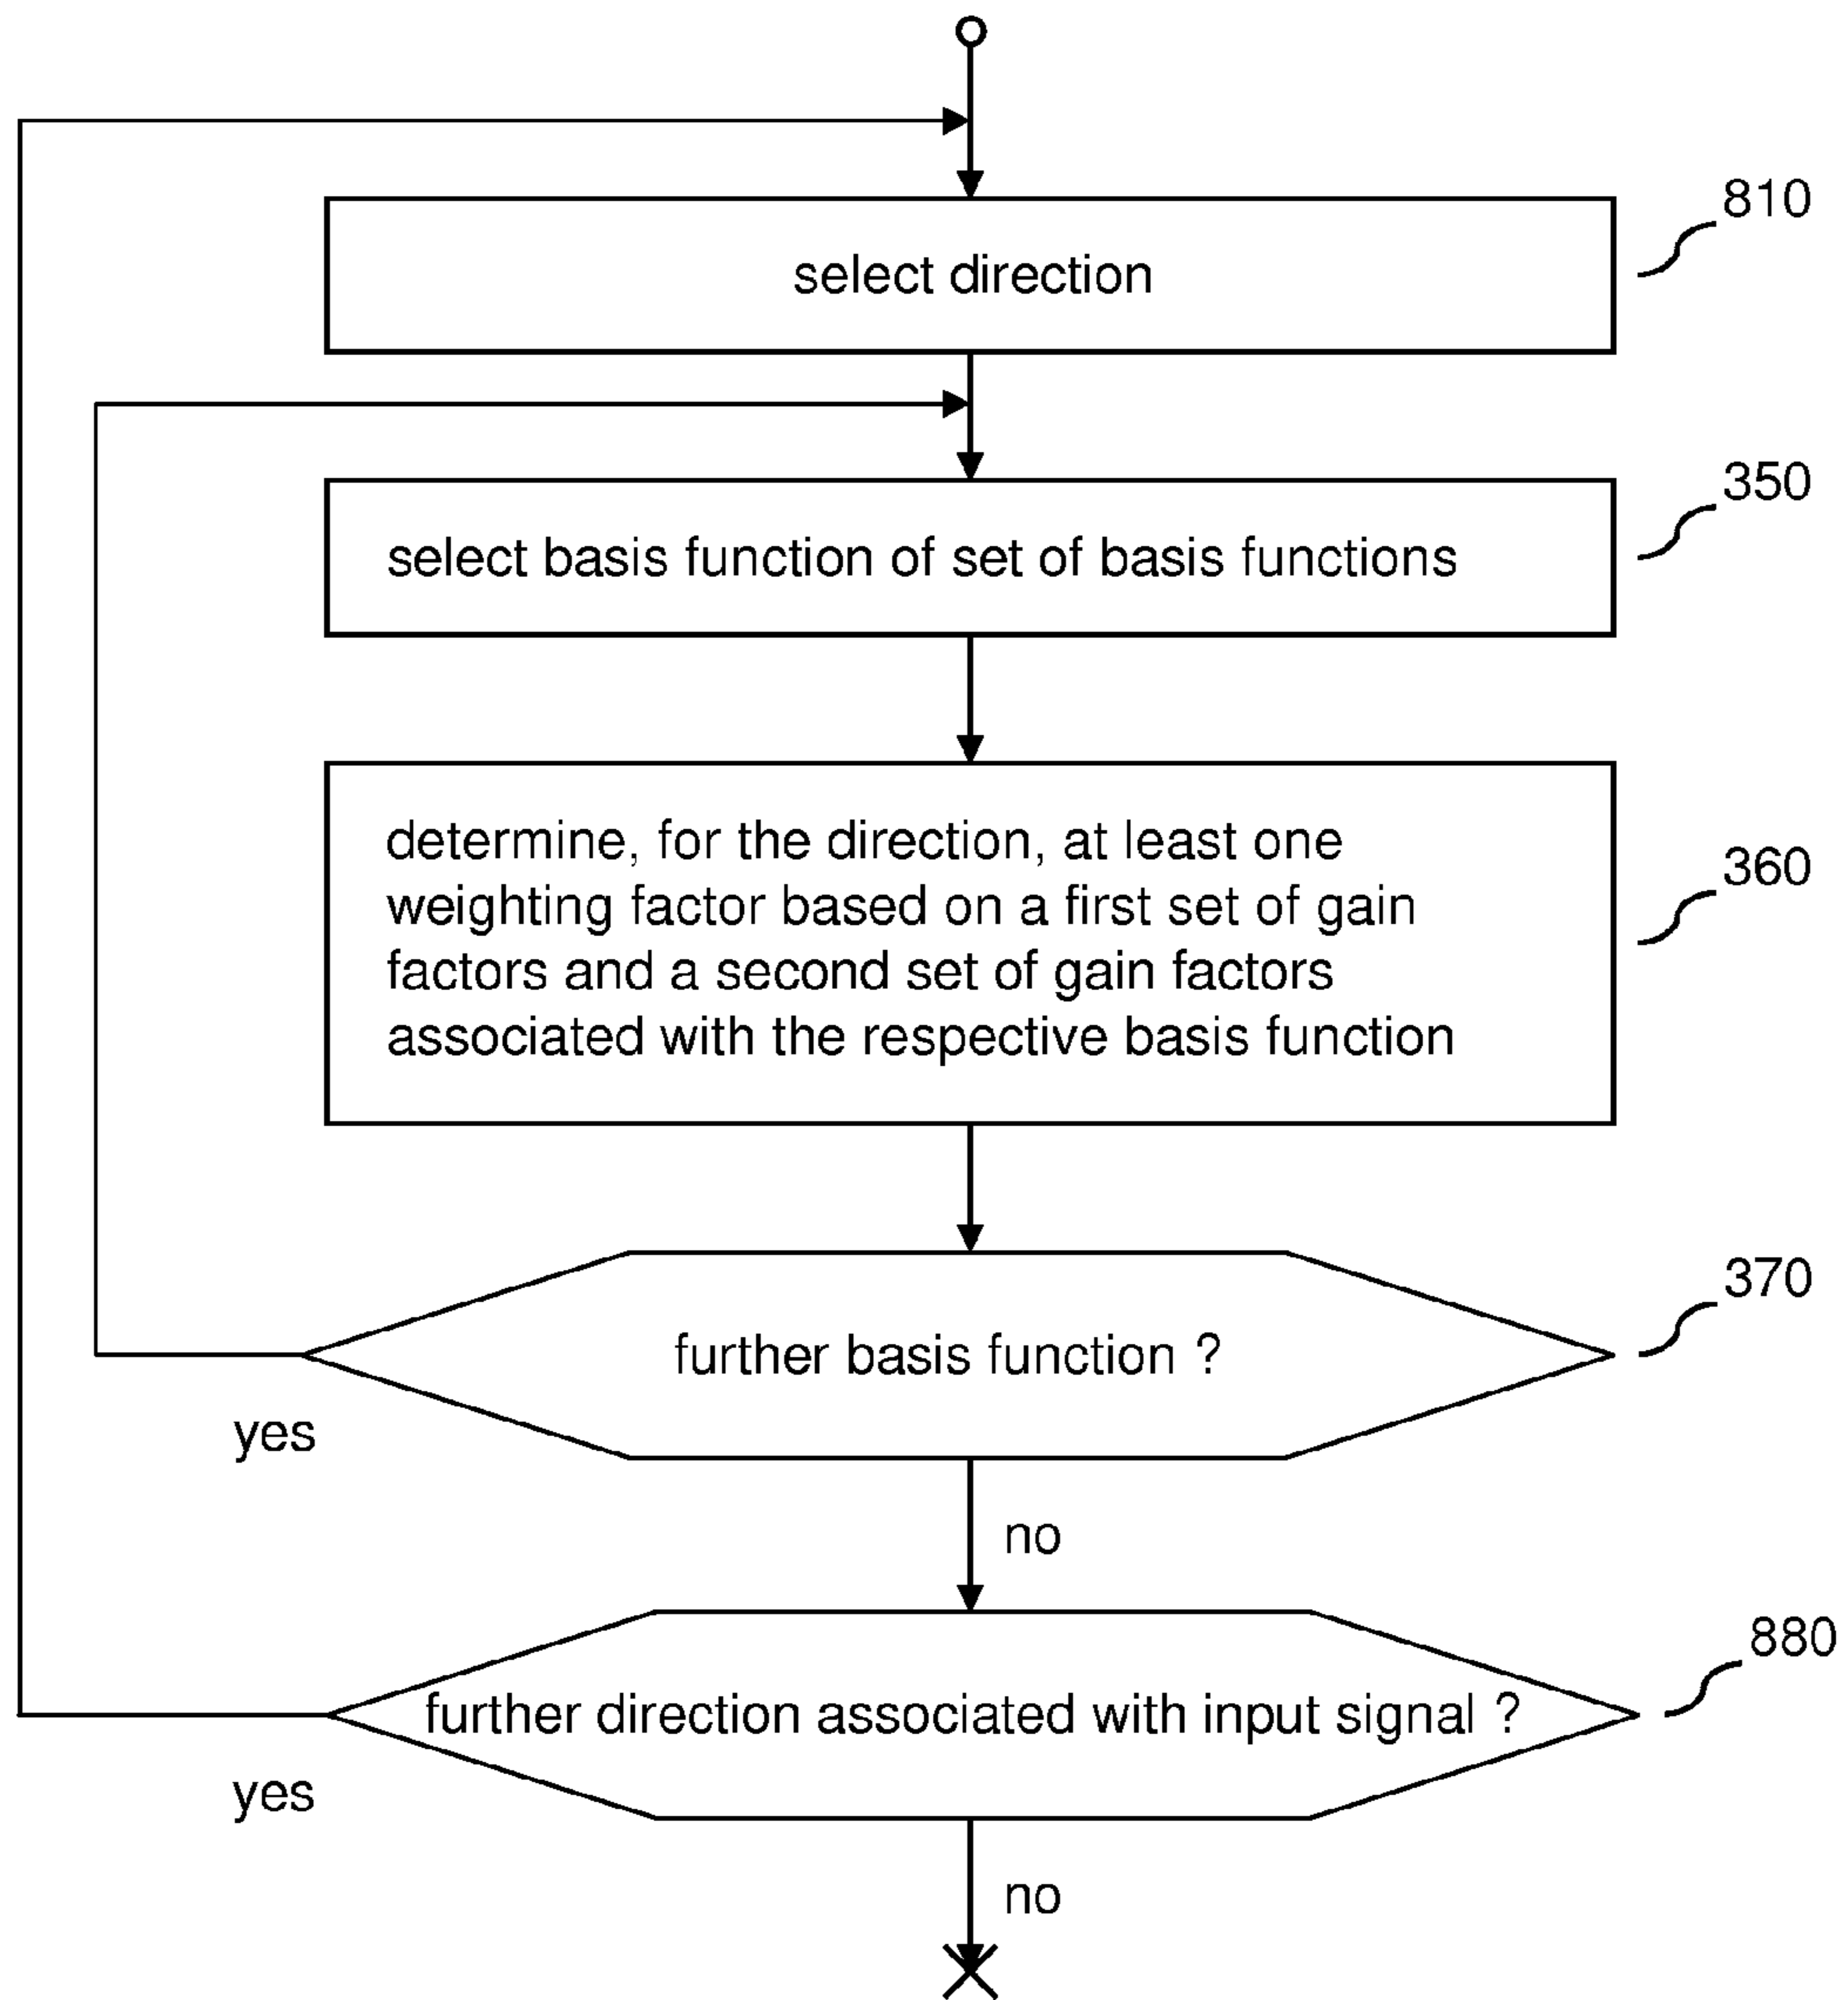 810
select direction
350
select basis function of set of basis functions
determine, for the direction, at least one
weighting factor based on a first set of gain
factors and a second set of gain factors
associated with the respective basis function
360
370
further basis function ?
yes
no
880
further direction associated with input signal ?
yes
no